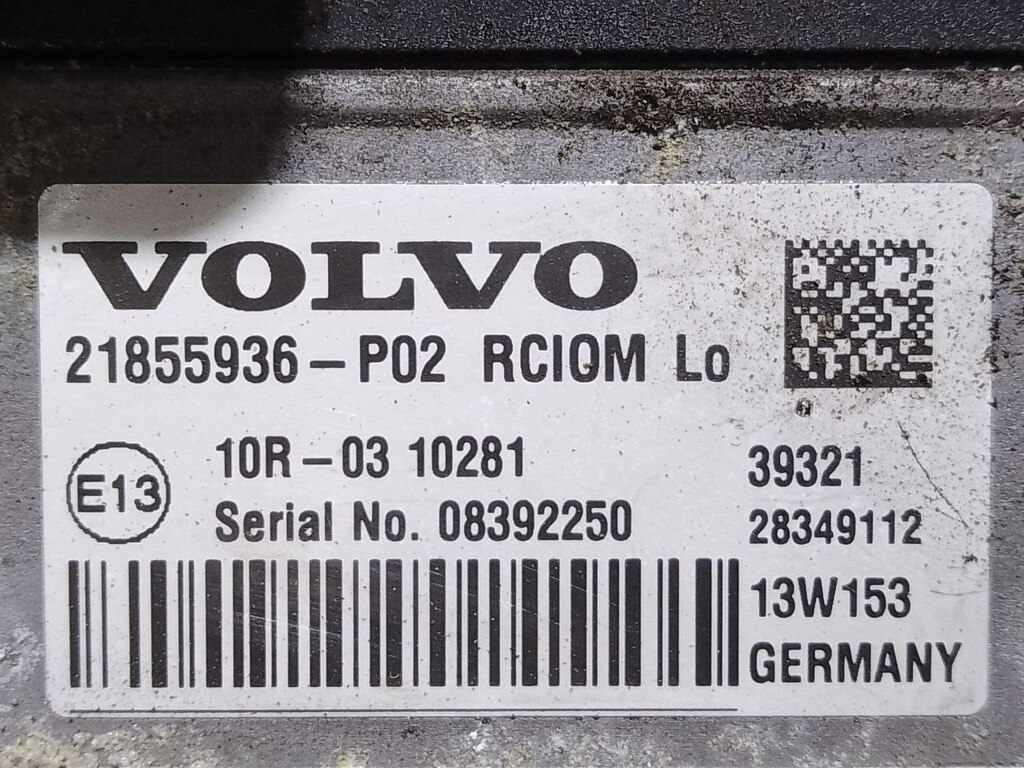 VOLVO
21855936-P02 RCIOM Lo
E13
10R-03 10281
39321
Serial No. 08392250
28349112
13W153
GERMANY